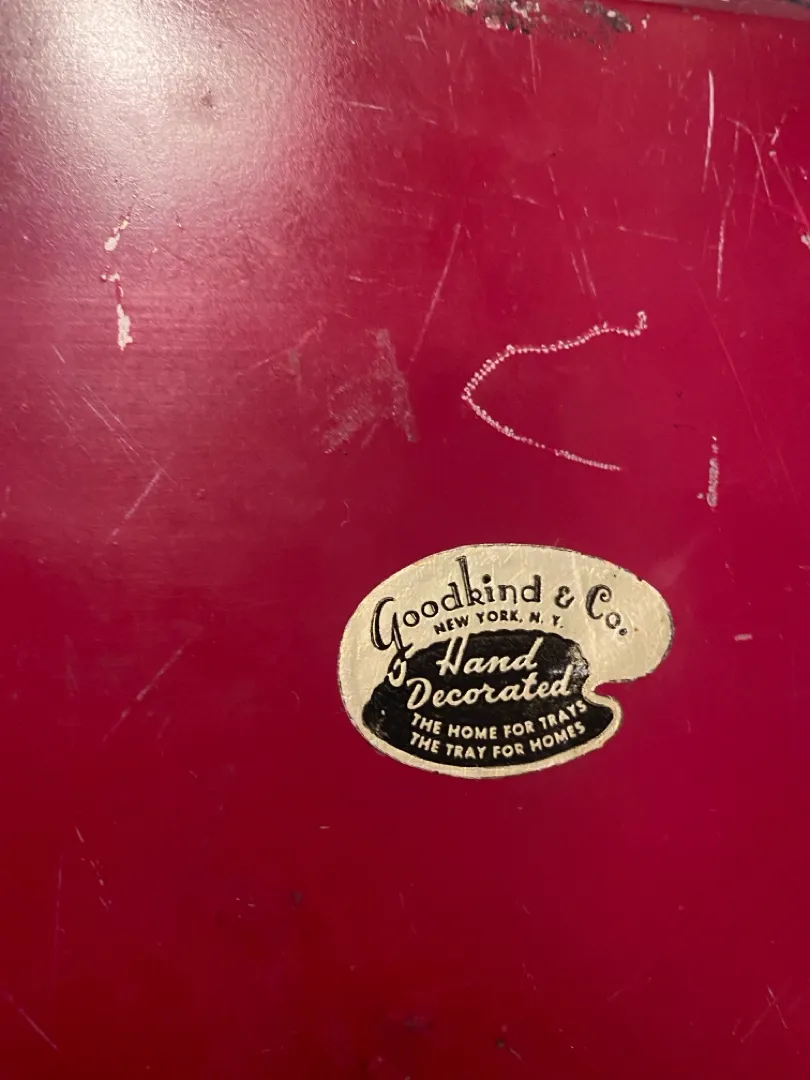 Goodkind & Co.
NEW YORK, N. Y.
Hand
Decorated
THE HOME FOR TRAYS
THE TRAY FOR HOMES